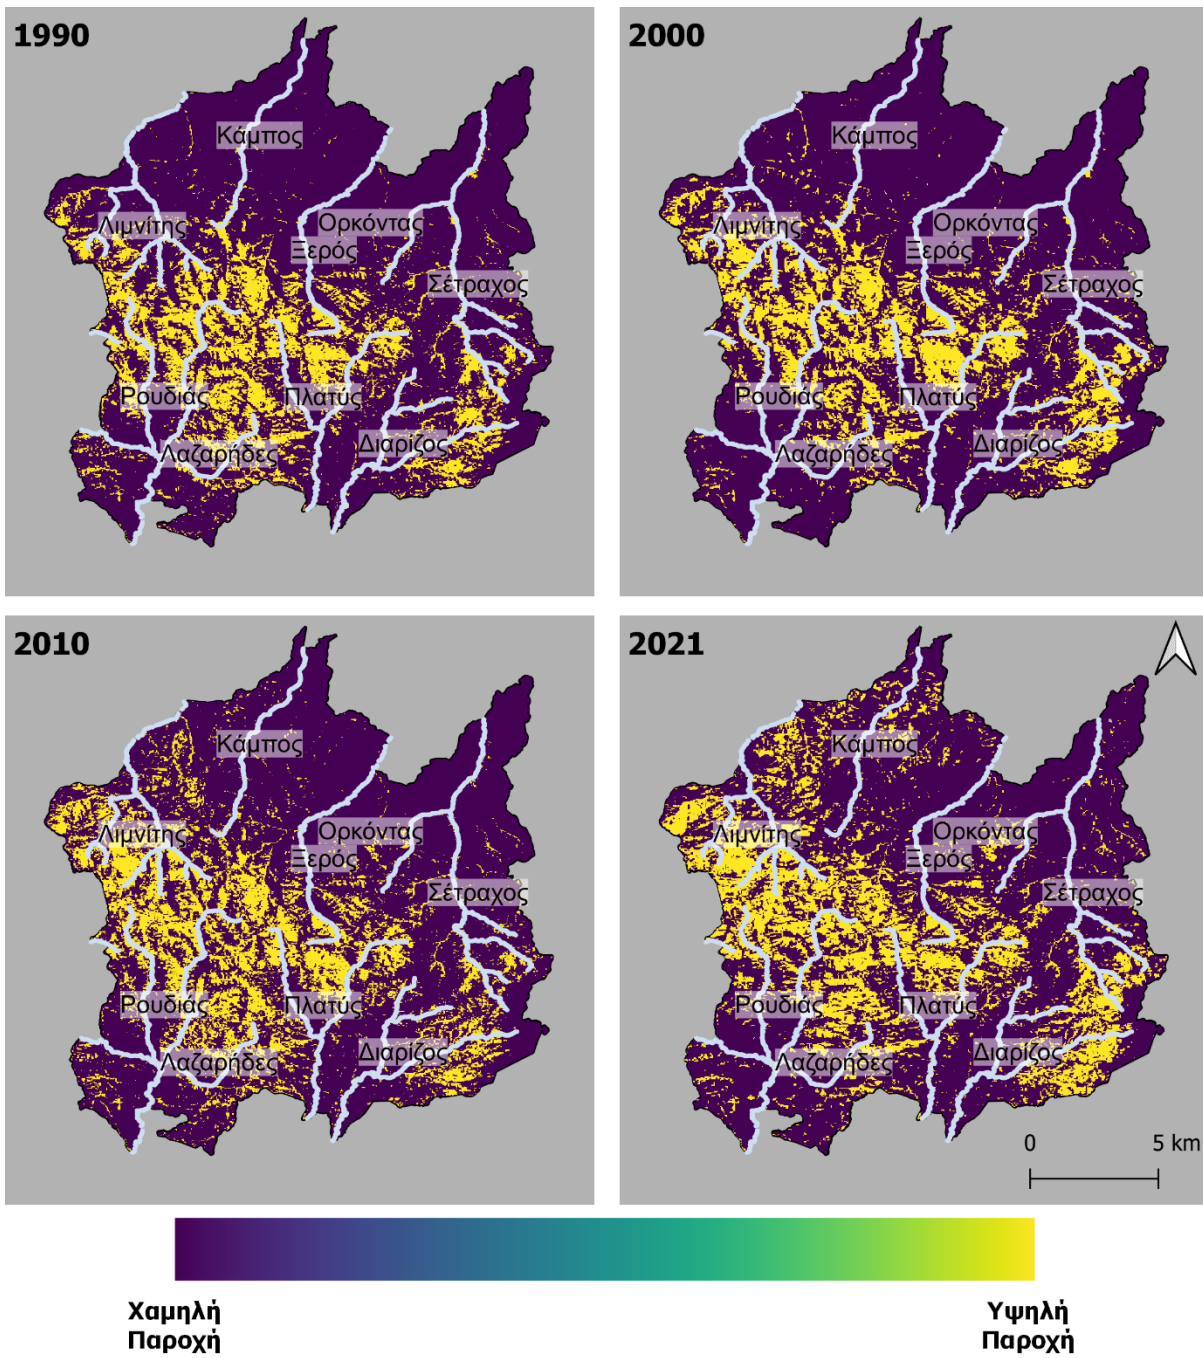 1990
Κάμπος
Λιμνίτης
Ορκόντας
Ξερός
Σέτραχος
Ρουδιάς
Πλατύς
Λαζαρήδες
Διαρίζος
2000
Κάμπος
Λιμνίτης
Ορκόντας
Ξερός
Σέτραχος
Ρουδιάς
Πλατύς
Λαζαρήδες
Διαρίζος
2010
Κάμπος
Λιμνίτης
Ορκόντας
Ξερός
Σέτραχος
Ρουδιάς
Πλατύς
Λαζαρήδες
Διαρίζος
2021
Κάμπος
Λιμνίτης
Ορκόντας
Ξερός
Σέτραχος
Ρουδιάς
Πλατύς
Λαζαρήδες
Διαρίζος
0 5 km
Χαμηλή
Παροχή
Υψηλή
Παροχή